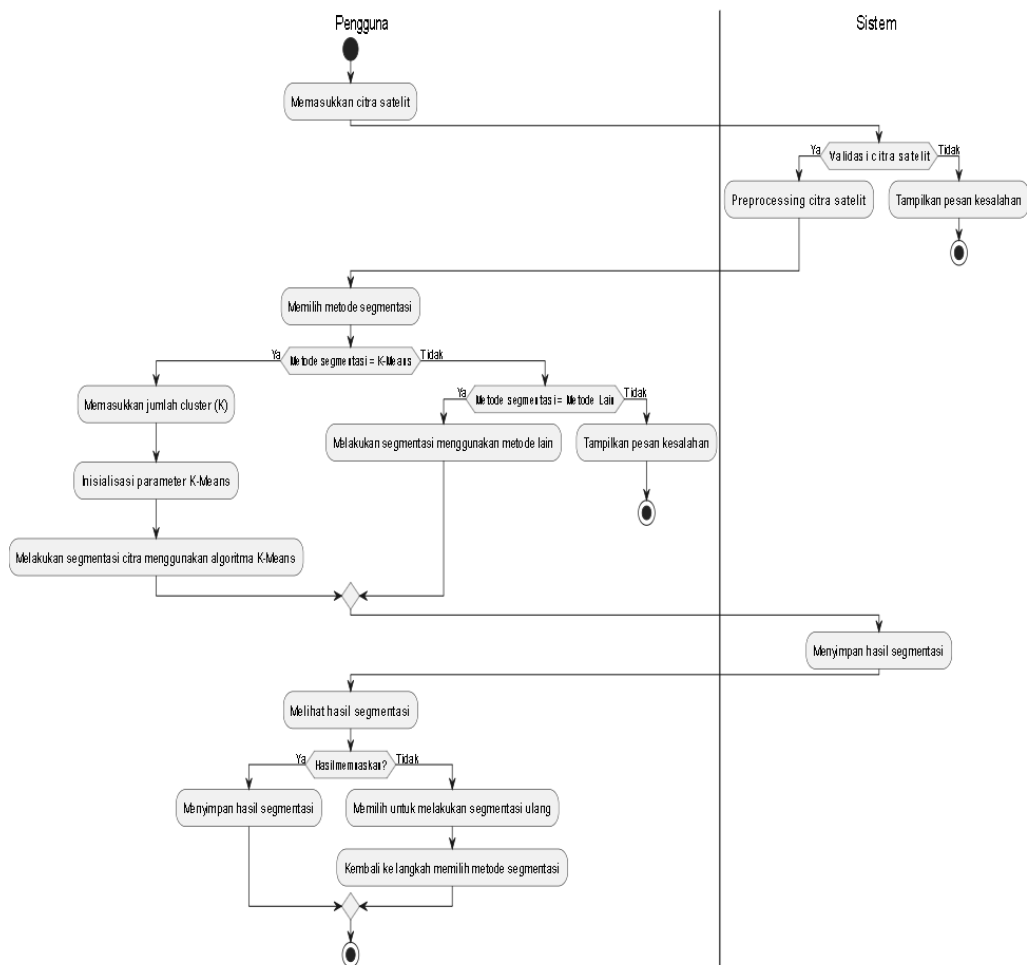 Pengguna
Sistem
Memasukkan citra satelit
Ya
Validasi citra satelit
Tidak
Preprocessing citra satelit
Tampilkan pesan kesalahan
Memilih metode segmentasi
Ya
Metode segmentasi = K-Means
Tidak
Memasukkan jumlah cluster (K)
Ya
Metode segmentasi = Metode Lain
Tidak
Melakukan segmentasi menggunakan metode lain
Tampilkan pesan kesalahan
Inisialisasi parameter K-Means
Melakukan segmentasi citra menggunakan algoritma K-Means
Menyimpan hasil segmentasi
Melihat hasil segmentasi
Ya
Hasil memuaskan?
Tidak
Menyimpan hasil segmentasi
Memilih untuk melakukan segmentasi ulang
Kembali ke langkah memilih metode segmentasi